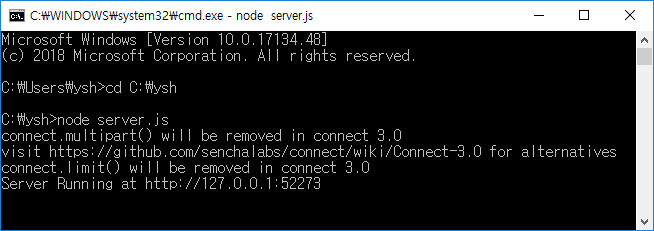 C:₩WINDOWS₩system32₩cmd.exe - node  server.js
Microsoft Windows [Version 10.0.17134.48]
(c) 2018 Microsoft Corporation. All rights reserved.
C:₩Users₩ysh>cd C:₩ysh
C:₩ysh>node server.js
connect.multipart() will be removed in connect 3.0
visit https://github.com/senchalabs/connect/wiki/Connect-3.0 for alternatives
connect.limit() will be removed in connect 3.0
Server Running at http://127.0.0.1:52273